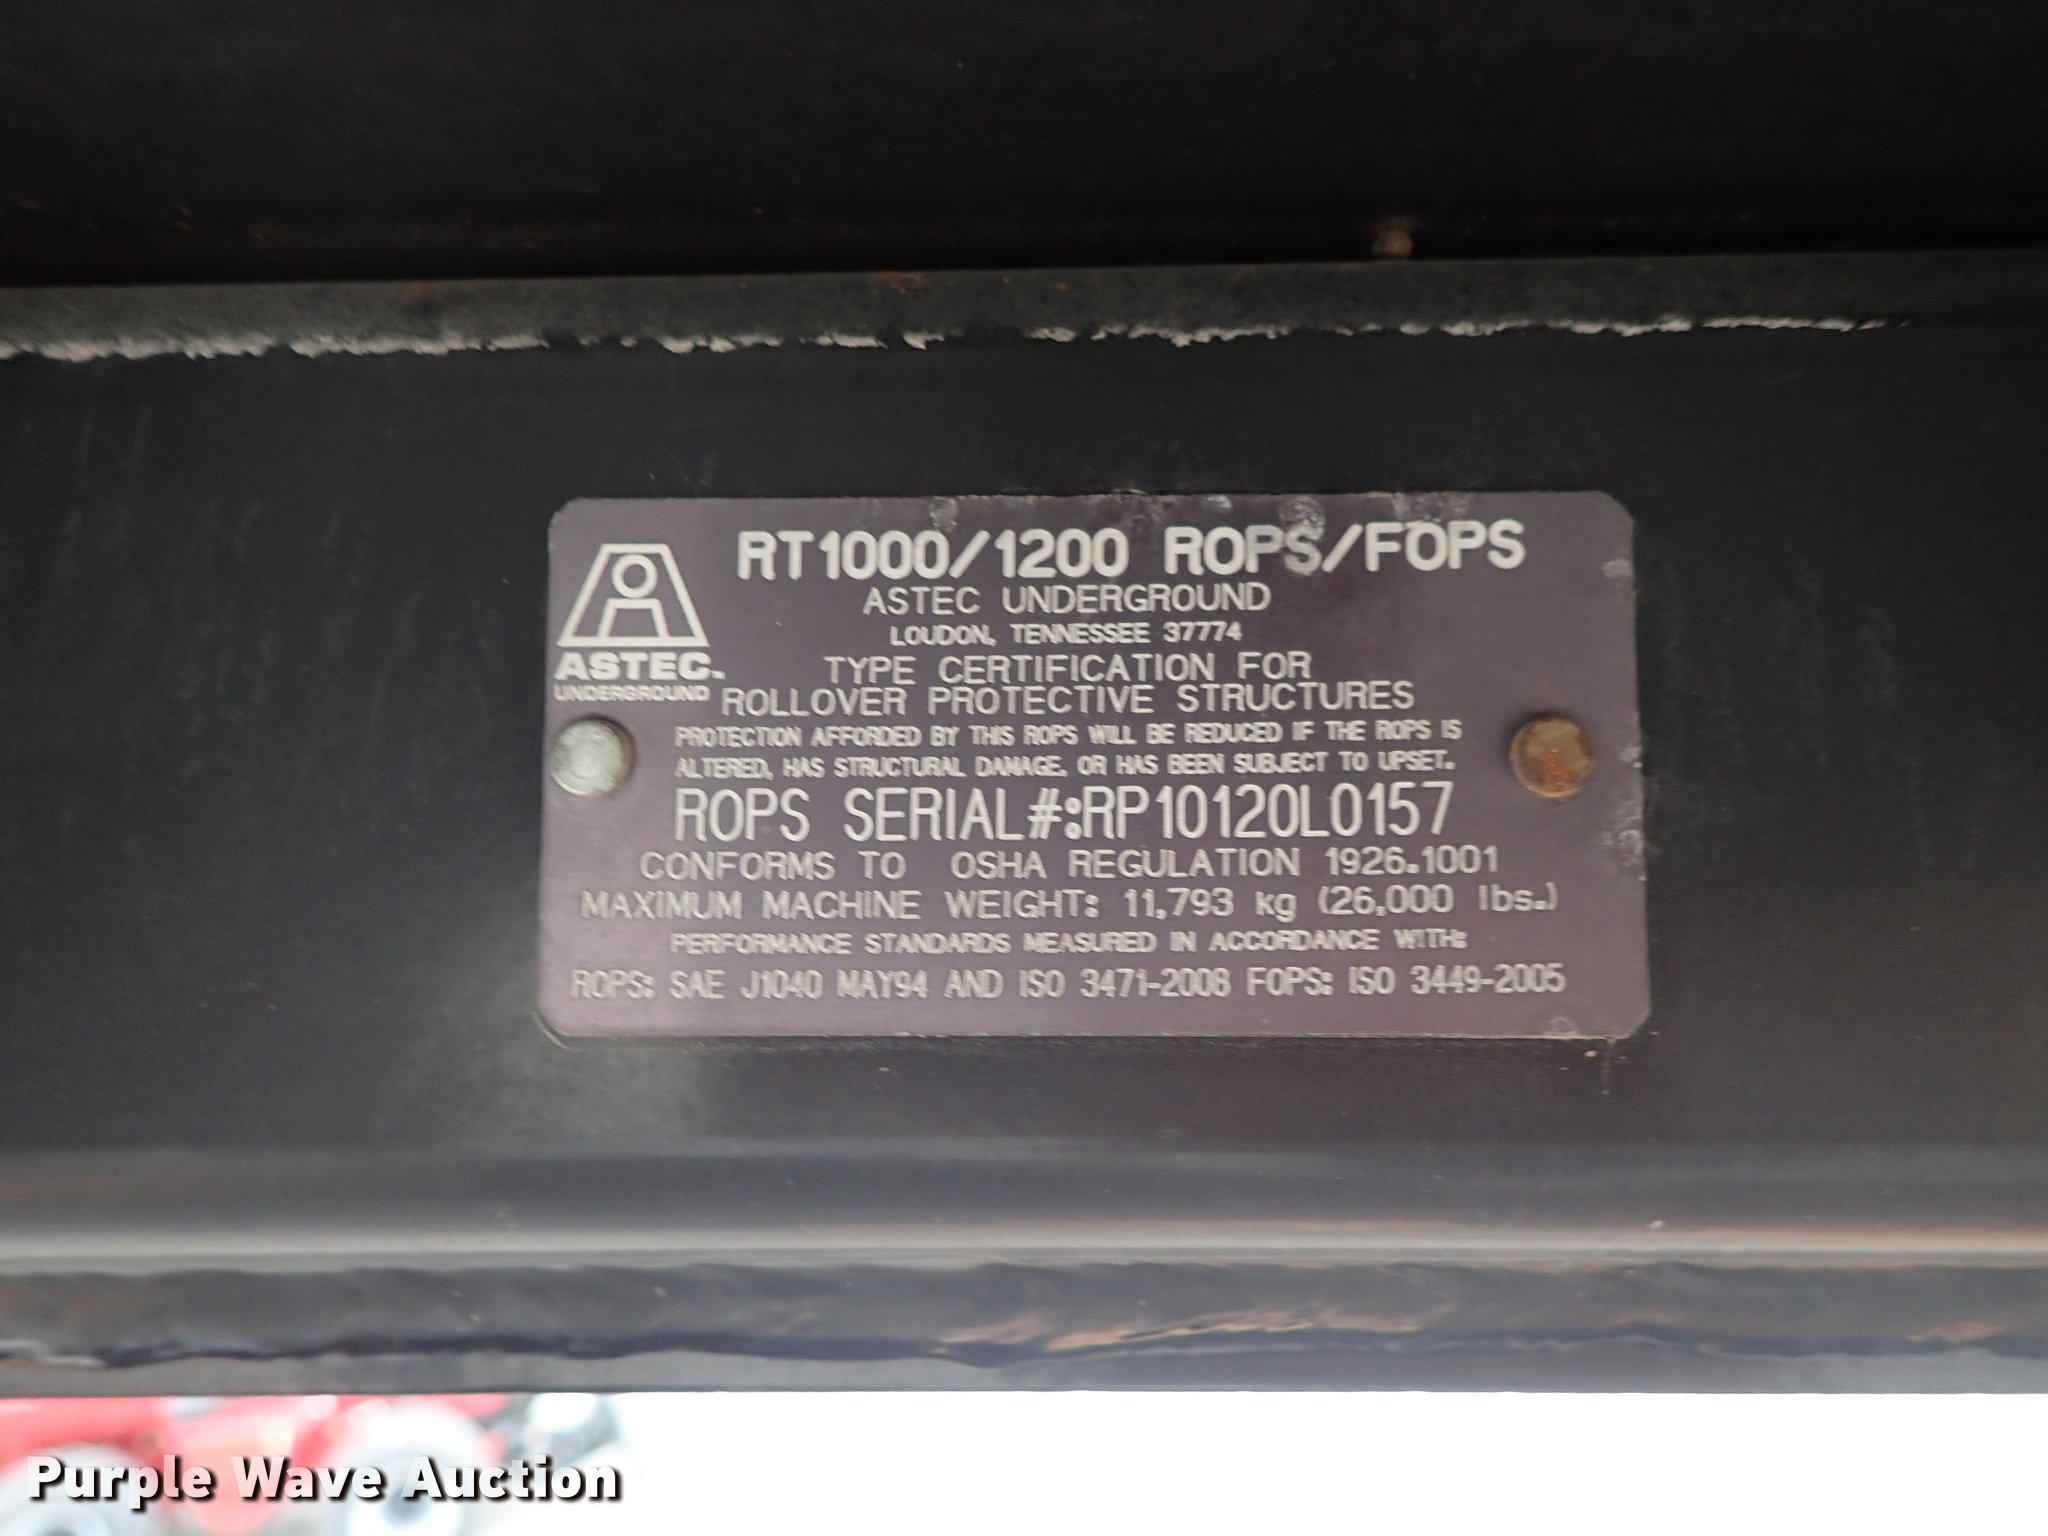 RT1000/1200 ROPS/FOPS
ASTEC UNDERGROUND
LOUDON, TENNESSEE 37774
ASTEC™
UNDERGROUND
TYPE CERTIFICATION FOR
ROLLOVER PROTECTIVE STRUCTURES
PROTECTION AFFORDED BY THIS ROPS WILL BE REDUCED IF THE ROPS IS
ALTERED, HAS STRUCTURAL DAMAGE, OR HAS BEEN SUBJECT TO UPSET.
ROPS SERIAL#:RP10120L0157
CONFORMS TO OSHA REGULATION 1926.1001
MAXIMUM MACHINE WEIGHT: 11,793 kg (26,000 lbs.)
PERFORMANCE STANDARDS MEASURED IN ACCORDANCE WITH:
ROPS: SAE J1040 MAY94 AND ISO 3471-2008 FOPS: ISO 3449-2005
Purple Wave Auction